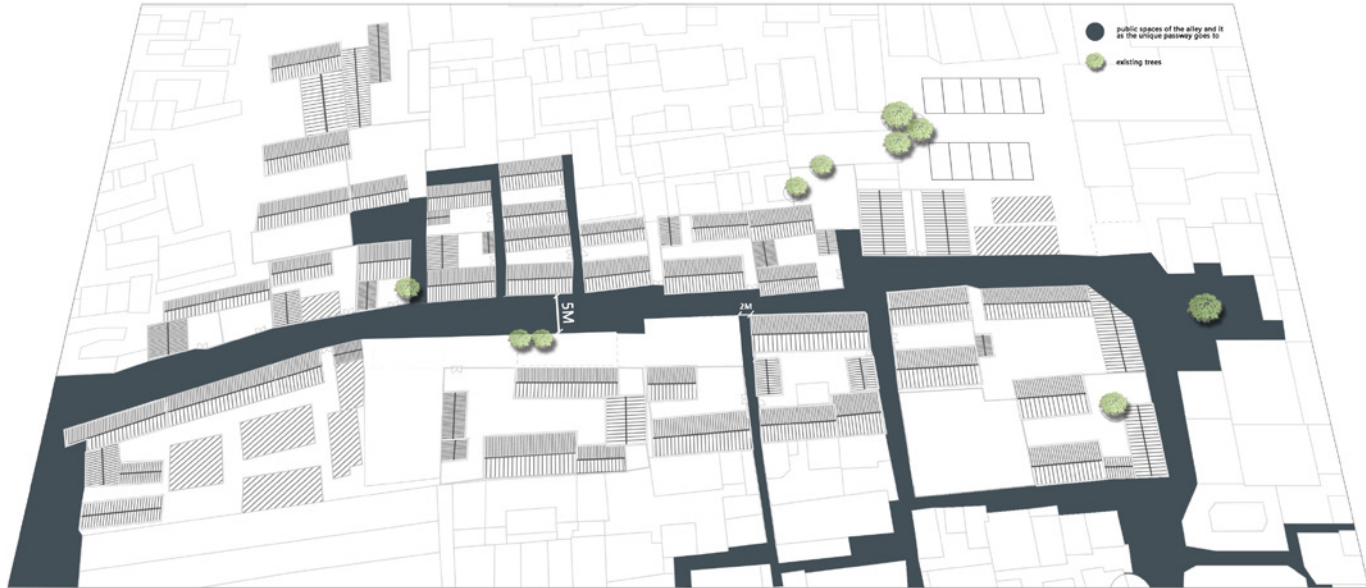 public spaces of the alley and it
as the unique passway goes to
existing trees
5M
2M